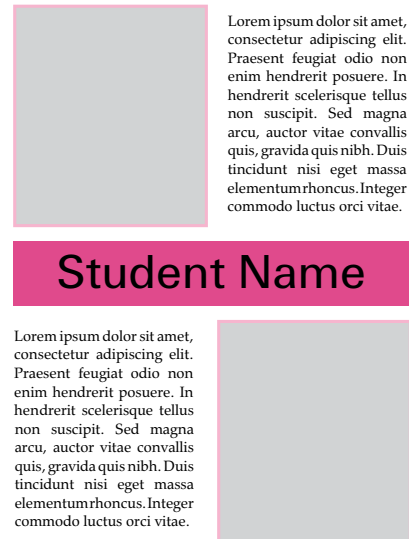 Lorem ipsum dolor sit amet,
consectetur adipiscing elit.
Praesent feugiat odio non
enim hendrerit posuere. In
hendrerit scelerisque tellus
non suscipit. Sed magna
arcu, auctor vitae convallis
quis, gravida quis nibh. Duis
tincidunt nisi eget massa
elementum rhoncus. Integer
commodo luctus orci vitae.
Student Name
Lorem ipsum dolor sit amet,
consectetur adipiscing elit.
Praesent feugiat odio non
enim hendrerit posuere. In
hendrerit scelerisque tellus
non suscipit. Sed magna
arcu, auctor vitae convallis
quis, gravida quis nibh. Duis
tincidunt nisi eget massa
elementum rhoncus. Integer
commodo luctus orci vitae.